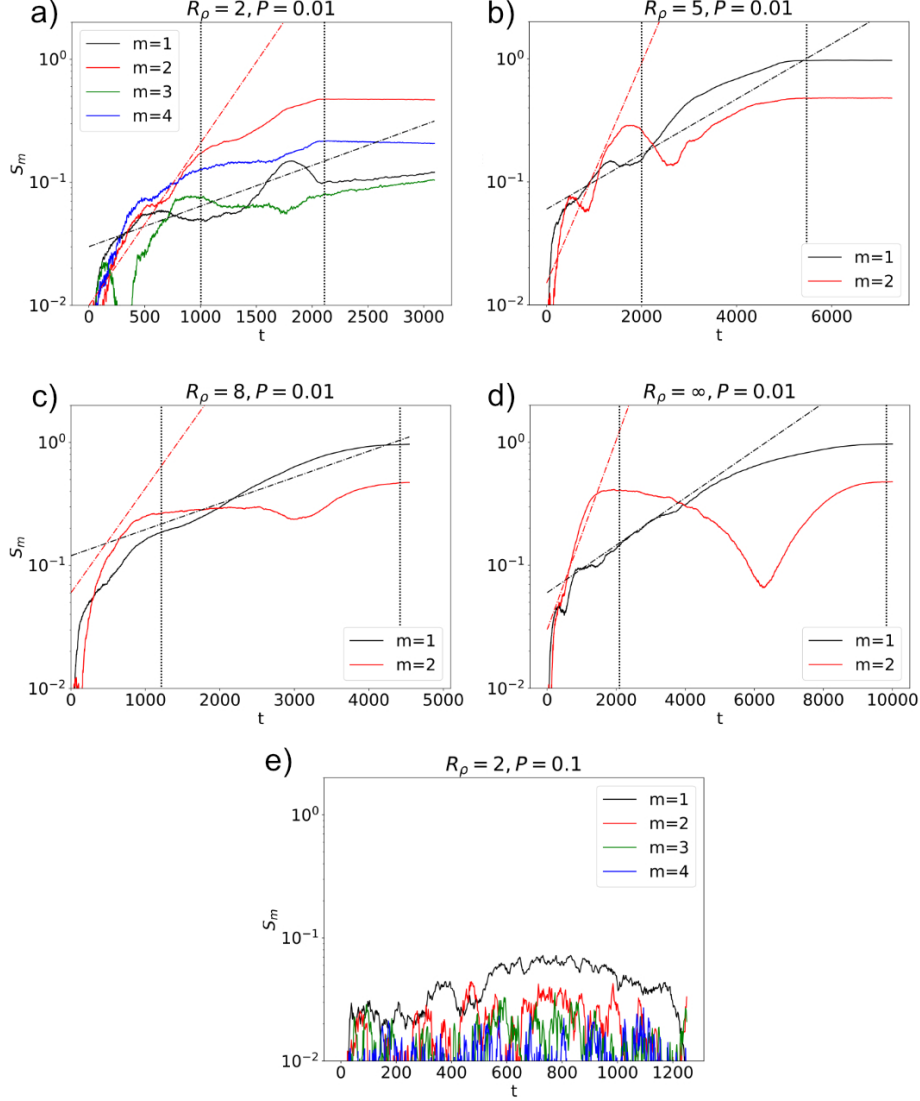 a)
R_ρ = 2, P = 0.01
m=1
m=2
m=3
m=4
10^0
10^-1
10^-2
S_m
0 500 1000 1500 2000 2500 3000
t
b)
R_ρ = 5, P = 0.01
10^0
10^-1
10^-2
m=1
m=2
0 2000 4000 6000
t
c)
R_ρ = 8, P = 0.01
10^0
10^-1
10^-2
S_m
m=1
m=2
0 1000 2000 3000 4000 5000
t
d)
R_ρ = ∞, P = 0.01
10^0
10^-1
10^-2
m=1
m=2
0 2000 4000 6000 8000 10000
t
e)
R_ρ = 2, P = 0.1
m=1
m=2
m=3
m=4
10^0
10^-1
10^-2
S_m
0 200 400 600 800 1000 1200
t